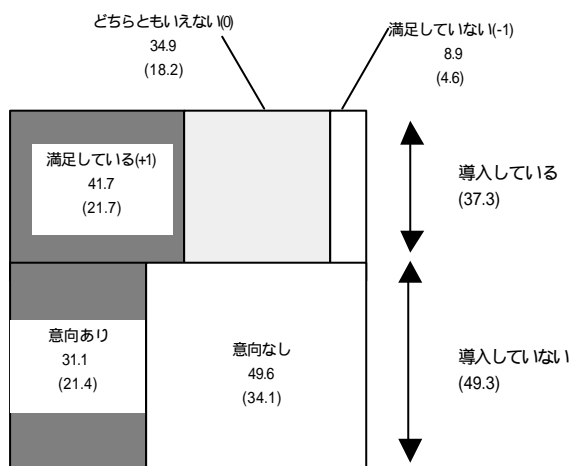 どちらともいえない(0)
34.9
(18.2)
満足していない(-1)
8.9
(4.6)
満足している(+1)
41.7
(21.7)
導入している
(37.3)
意向あり
31.1
(21.4)
意向なし
49.6
(34.1)
導入していない
(49.3)